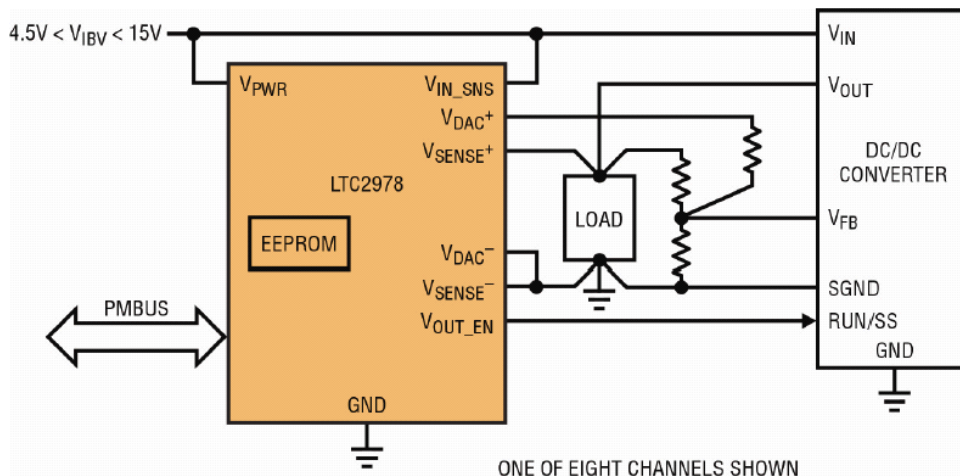 4.5V < VIBV < 15V
VPWR
VIN_SNS
VDAC+
VSENSE+
LTC2978
EEPROM
VDAC–
VSENSE–
VOUT_EN
GND
PMBUS
LOAD
VIN
VOUT
DC/DC
CONVERTER
VFB
SGND
RUN/SS
GND
ONE OF EIGHT CHANNELS SHOWN